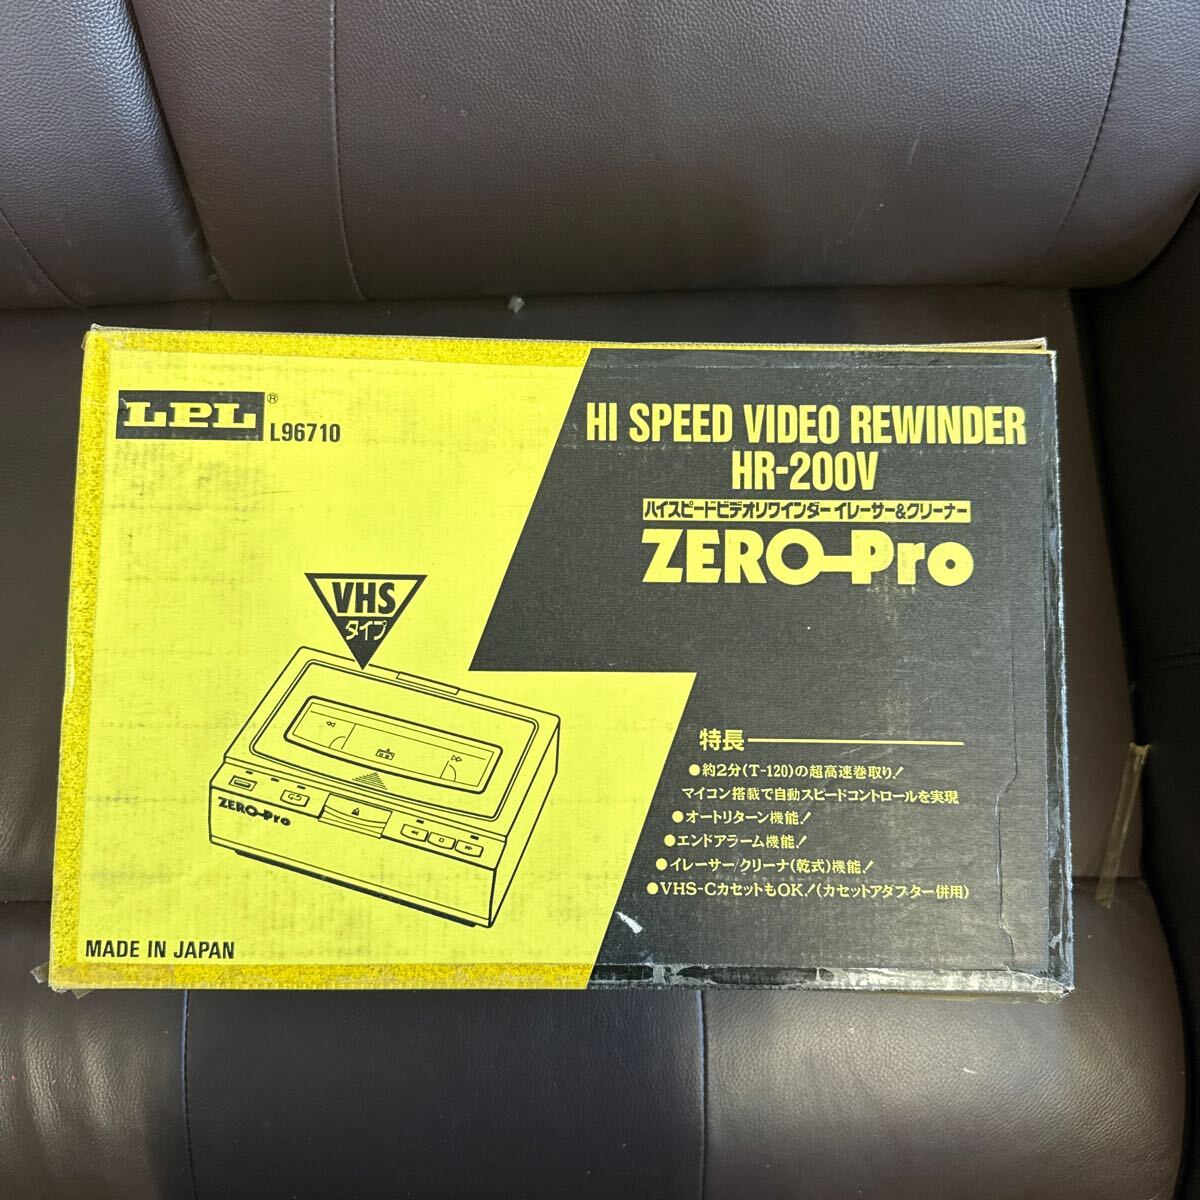 LPL®
L96710
HI SPEED VIDEO REWINDER
HR-200V
ハイスピードビデオリワインダー イレーサー&クリーナー
ZERO-Pro
VHS
タイプ
ZERO-Pro
特長
●約2分(T-120)の超高速巻取り!
マイコン搭載で自動スピードコントロールを実現
●オートリターン機能!
●エンドアラーム機能!
●イレーサー/クリーナ(乾式)機能!
●VHS-CカセットもOK!(カセットアダプター併用)
MADE IN JAPAN